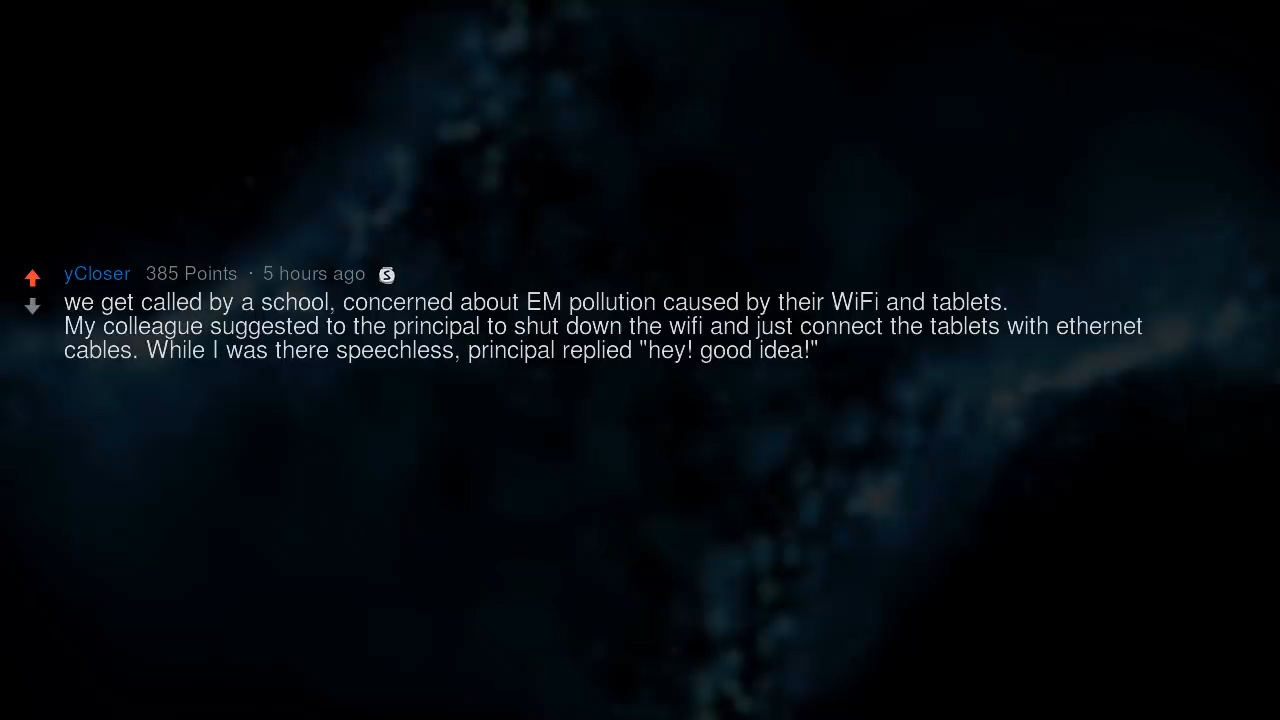 yCloser 385 Points · 5 hours ago S
we get called by a school, concerned about EM pollution caused by their WiFi and tablets.
My colleague suggested to the principal to shut down the wifi and just connect the tablets with ethernet
cables. While I was there speechless, principal replied "hey! good idea!"